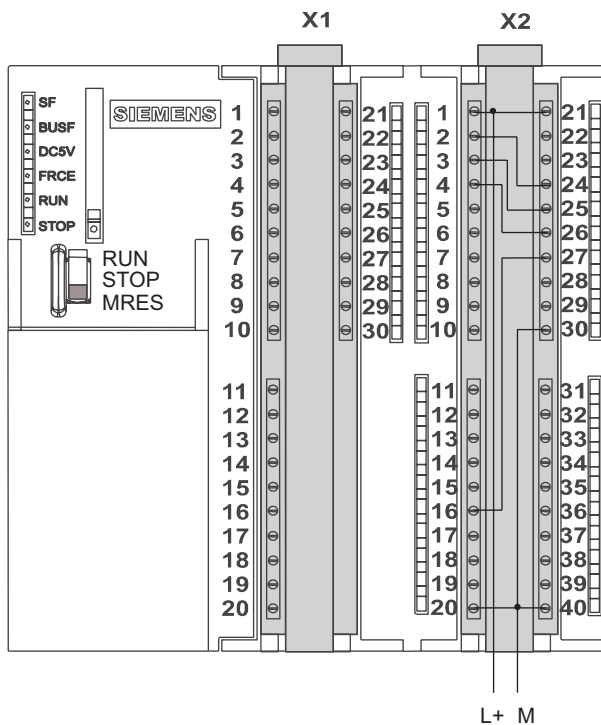 X1 X2
SF
BUSF
DC5V
FRCE
RUN
STOP
SIEMENS
RUN
STOP
MRES
1 21 1 21
2 22 2 22
3 23 3 23
4 24 4 24
5 25 5 25
6 26 6 26
7 27 7 27
8 28 8 28
9 29 9 29
10 30 10 30
11 11 31
12 12 32
13 13 33
14 14 34
15 15 35
16 16 36
17 17 37
18 18 38
19 19 39
20 20 40
L+ M